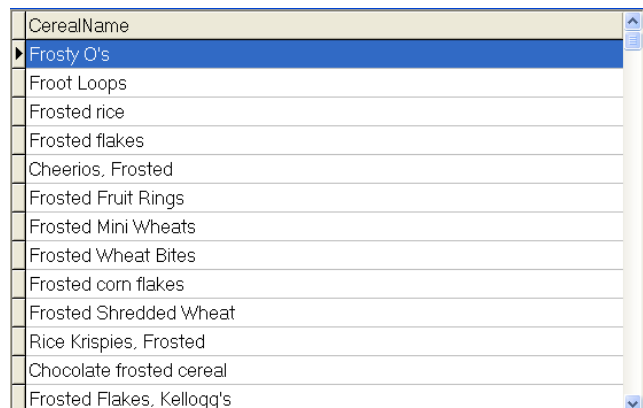 CerealName
Frosty O's
Froot Loops
Frosted rice
Frosted flakes
Cheerios, Frosted
Frosted Fruit Rings
Frosted Mini Wheats
Frosted Wheat Bites
Frosted corn flakes
Frosted Shredded Wheat
Rice Krispies, Frosted
Chocolate frosted cereal
Frosted Flakes, Kellogg's